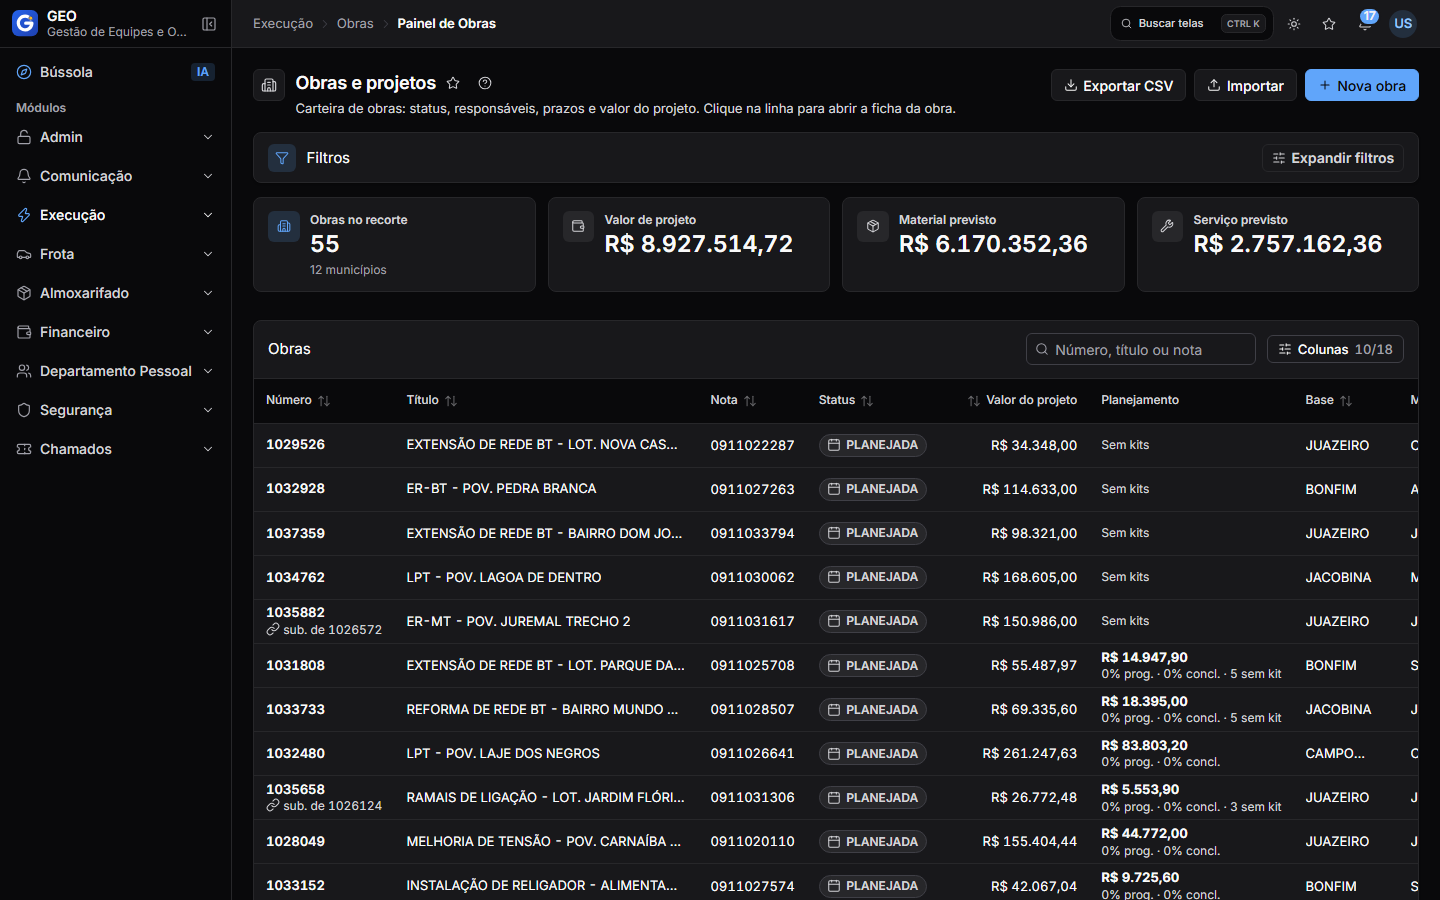 GEO
Gestão de Equipes e O...
Execução
Obras
Painel de Obras
Buscar telas
CTRL K
17
US
Bússola
IA
Módulos
Admin
Comunicação
Execução
Frota
Almoxarifado
Financeiro
Departamento Pessoal
Segurança
Chamados
Obras e projetos
Carteira de obras: status, responsáveis, prazos e valor do projeto. Clique na linha para abrir a ficha da obra.
Exportar CSV
Importar
Nova obra
Filtros
Expandir filtros
Obras no recorte
55
12 municípios
Valor de projeto
R$ 8.927.514,72
Material previsto
R$ 6.170.352,36
Serviço previsto
R$ 2.757.162,36
Obras
Número, título ou nota
Colunas 10/18
Número Título Nota Status Valor do projeto Planejamento Base M
1029526 EXTENSÃO DE REDE BT - LOT. NOVA CAS... 0911022287 PLANEJADA R$ 34.348,00 Sem kits JUAZEIRO
1032928 ER-BT - POV. PEDRA BRANCA 0911027263 PLANEJADA R$ 114.633,00 Sem kits BONFIM A
1037359 EXTENSÃO DE REDE BT - BAIRRO DOM JO... 0911033794 PLANEJADA R$ 98.321,00 Sem kits JUAZEIRO J
1034762 LPT - POV. LAGOA DE DENTRO 0911030062 PLANEJADA R$ 168.605,00 Sem kits JACOBINA M
1035882 ER-MT - POV. JUREMAL TRECHO 2 0911031617 PLANEJADA R$ 150.986,00 Sem kits JUAZEIRO J
sub. de 1026572
1031808 EXTENSÃO DE REDE BT - LOT. PARQUE DA... 0911025708 PLANEJADA R$ 55.487,97 R$ 14.947,90 BONFIM S
0% prog. · 0% concl. · 5 sem kit
1033733 REFORMA DE REDE BT - BAIRRO MUNDO ... 0911028507 PLANEJADA R$ 69.335,60 R$ 18.395,00 JACOBINA J
0% prog. · 0% concl. · 5 sem kit
1032480 LPT - POV. LAJE DOS NEGROS 0911026641 PLANEJADA R$ 261.247,63 R$ 83.803,20 CAMPO...
0% prog. · 0% concl.
1035658 RAMAIS DE LIGAÇÃO - LOT. JARDIM FLÓRI... 0911031306 PLANEJADA R$ 26.772,48 R$ 5.553,90 JUAZEIRO J
sub. de 1026124 0% prog. · 0% concl. · 3 sem kit
1028049 MELHORIA DE TENSÃO - POV. CARNAÍBA ... 0911020110 PLANEJADA R$ 155.404,44 R$ 44.772,00 JUAZEIRO J
0% prog. · 0% concl.
1033152 INSTALAÇÃO DE RELIGADOR - ALIMENTA... 0911027574 PLANEJADA R$ 42.067,04 R$ 9.725,60 BONFIM S
0% prog. · 0% concl.